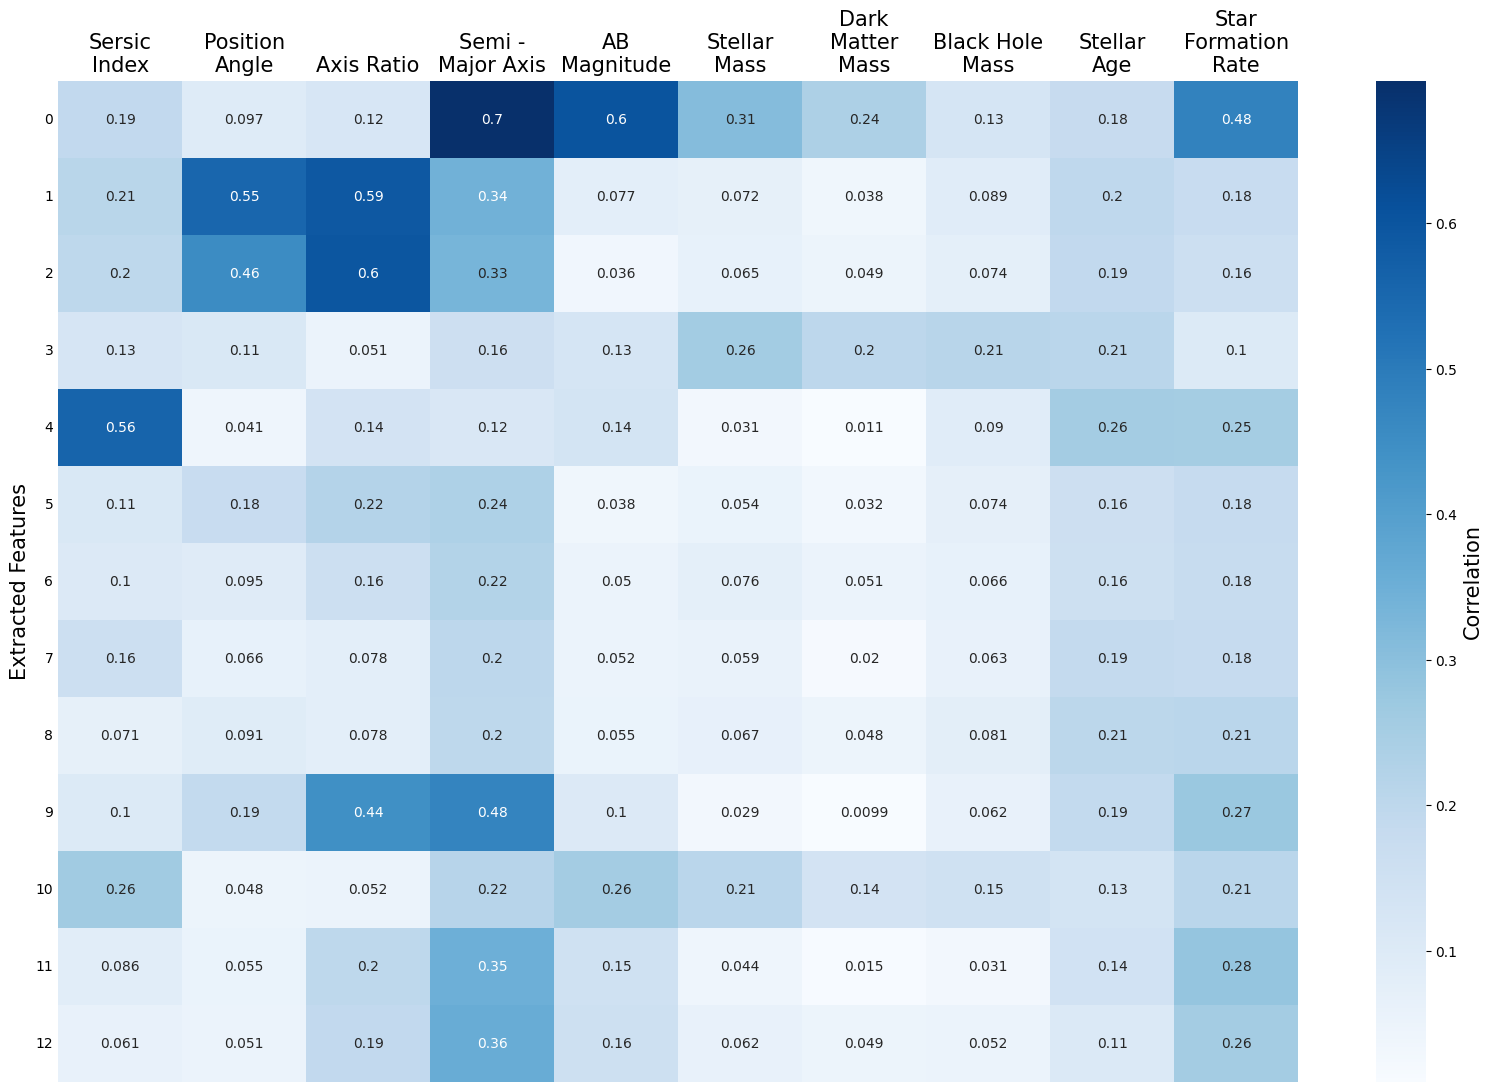 Sersic Index
Position Angle
Axis Ratio
Semi - Major Axis
AB Magnitude
Stellar Mass
Dark Matter Mass
Black Hole Mass
Stellar Age
Star Formation Rate
0 0.19 0.097 0.12 0.7 0.6 0.31 0.24 0.13 0.18 0.48
1 0.21 0.55 0.59 0.34 0.077 0.072 0.038 0.089 0.2 0.18
2 0.2 0.46 0.6 0.33 0.036 0.065 0.049 0.074 0.19 0.16
3 0.13 0.11 0.051 0.16 0.13 0.26 0.2 0.21 0.21 0.1
4 0.56 0.041 0.14 0.12 0.14 0.031 0.011 0.09 0.26 0.25
5 0.11 0.18 0.22 0.24 0.038 0.054 0.032 0.074 0.16 0.18
6 0.1 0.095 0.16 0.22 0.05 0.076 0.051 0.066 0.16 0.18
7 0.16 0.066 0.078 0.2 0.052 0.059 0.02 0.063 0.19 0.18
8 0.071 0.091 0.078 0.2 0.055 0.067 0.048 0.081 0.21 0.21
9 0.1 0.19 0.44 0.48 0.1 0.029 0.0099 0.062 0.19 0.27
10 0.26 0.048 0.052 0.22 0.26 0.21 0.14 0.15 0.13 0.21
11 0.086 0.055 0.2 0.35 0.15 0.044 0.015 0.031 0.14 0.28
12 0.061 0.051 0.19 0.36 0.16 0.062 0.049 0.052 0.11 0.26
Extracted Features
0.6
0.5
0.4
0.3
0.2
0.1
Correlation